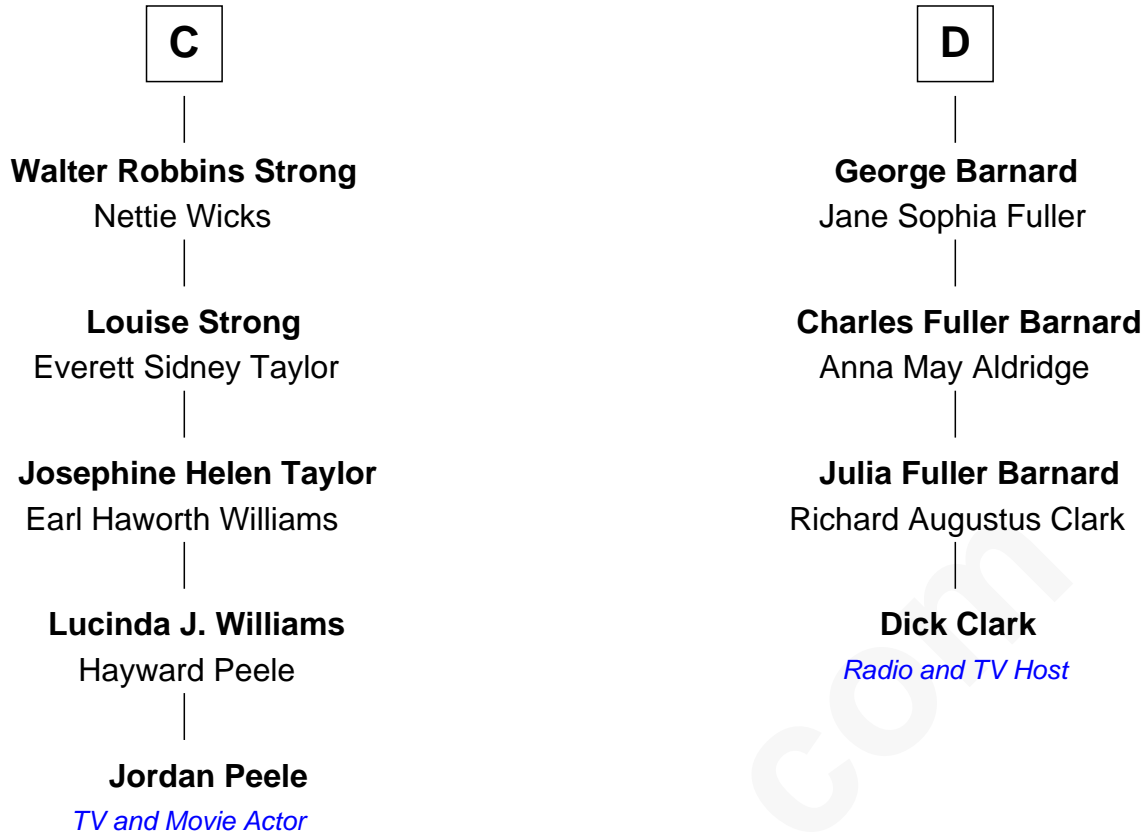 C
Walter Robbins Strong
Nettie Wicks
Louise Strong
Everett Sidney Taylor
Josephine Helen Taylor
Earl Haworth Williams
Lucinda J. Williams
Hayward Peele
Jordan Peele
TV and Movie Actor
D
George Barnard
Jane Sophia Fuller
Charles Fuller Barnard
Anna May Aldridge
Julia Fuller Barnard
Richard Augustus Clark
Dick Clark
Radio and TV Host
com